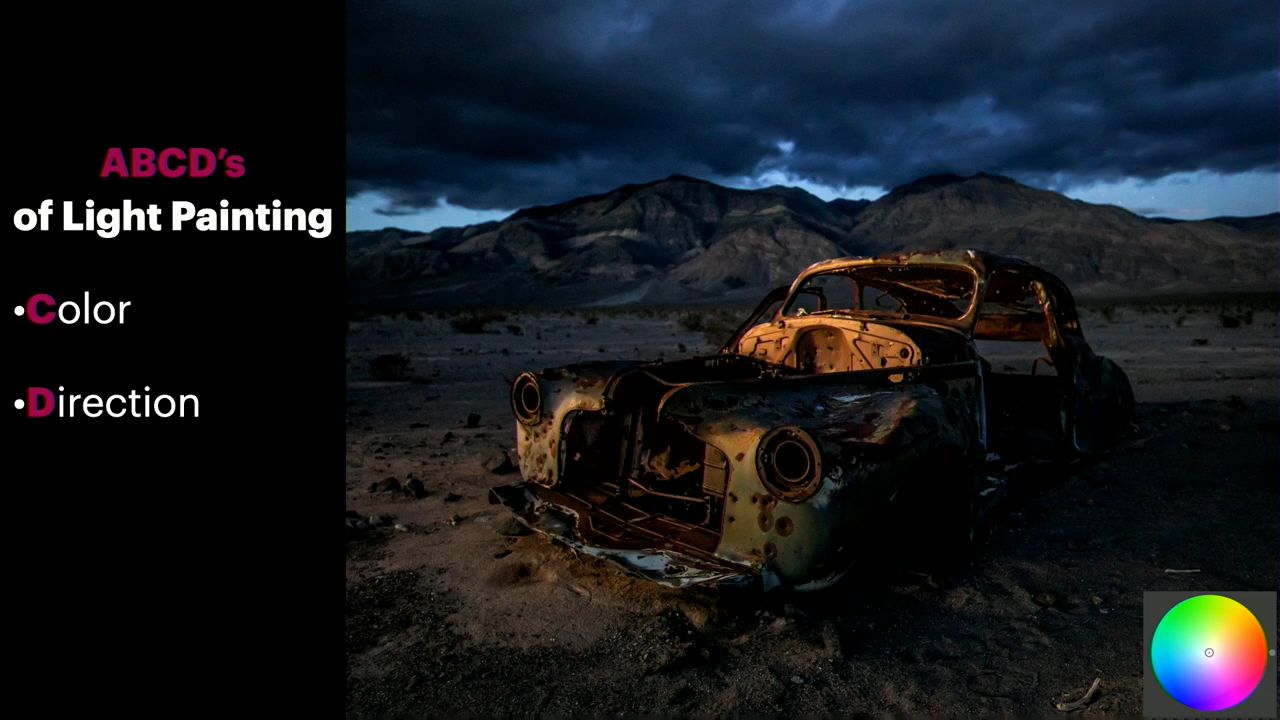 ABCD’s
of Light Painting
•Color
•Direction